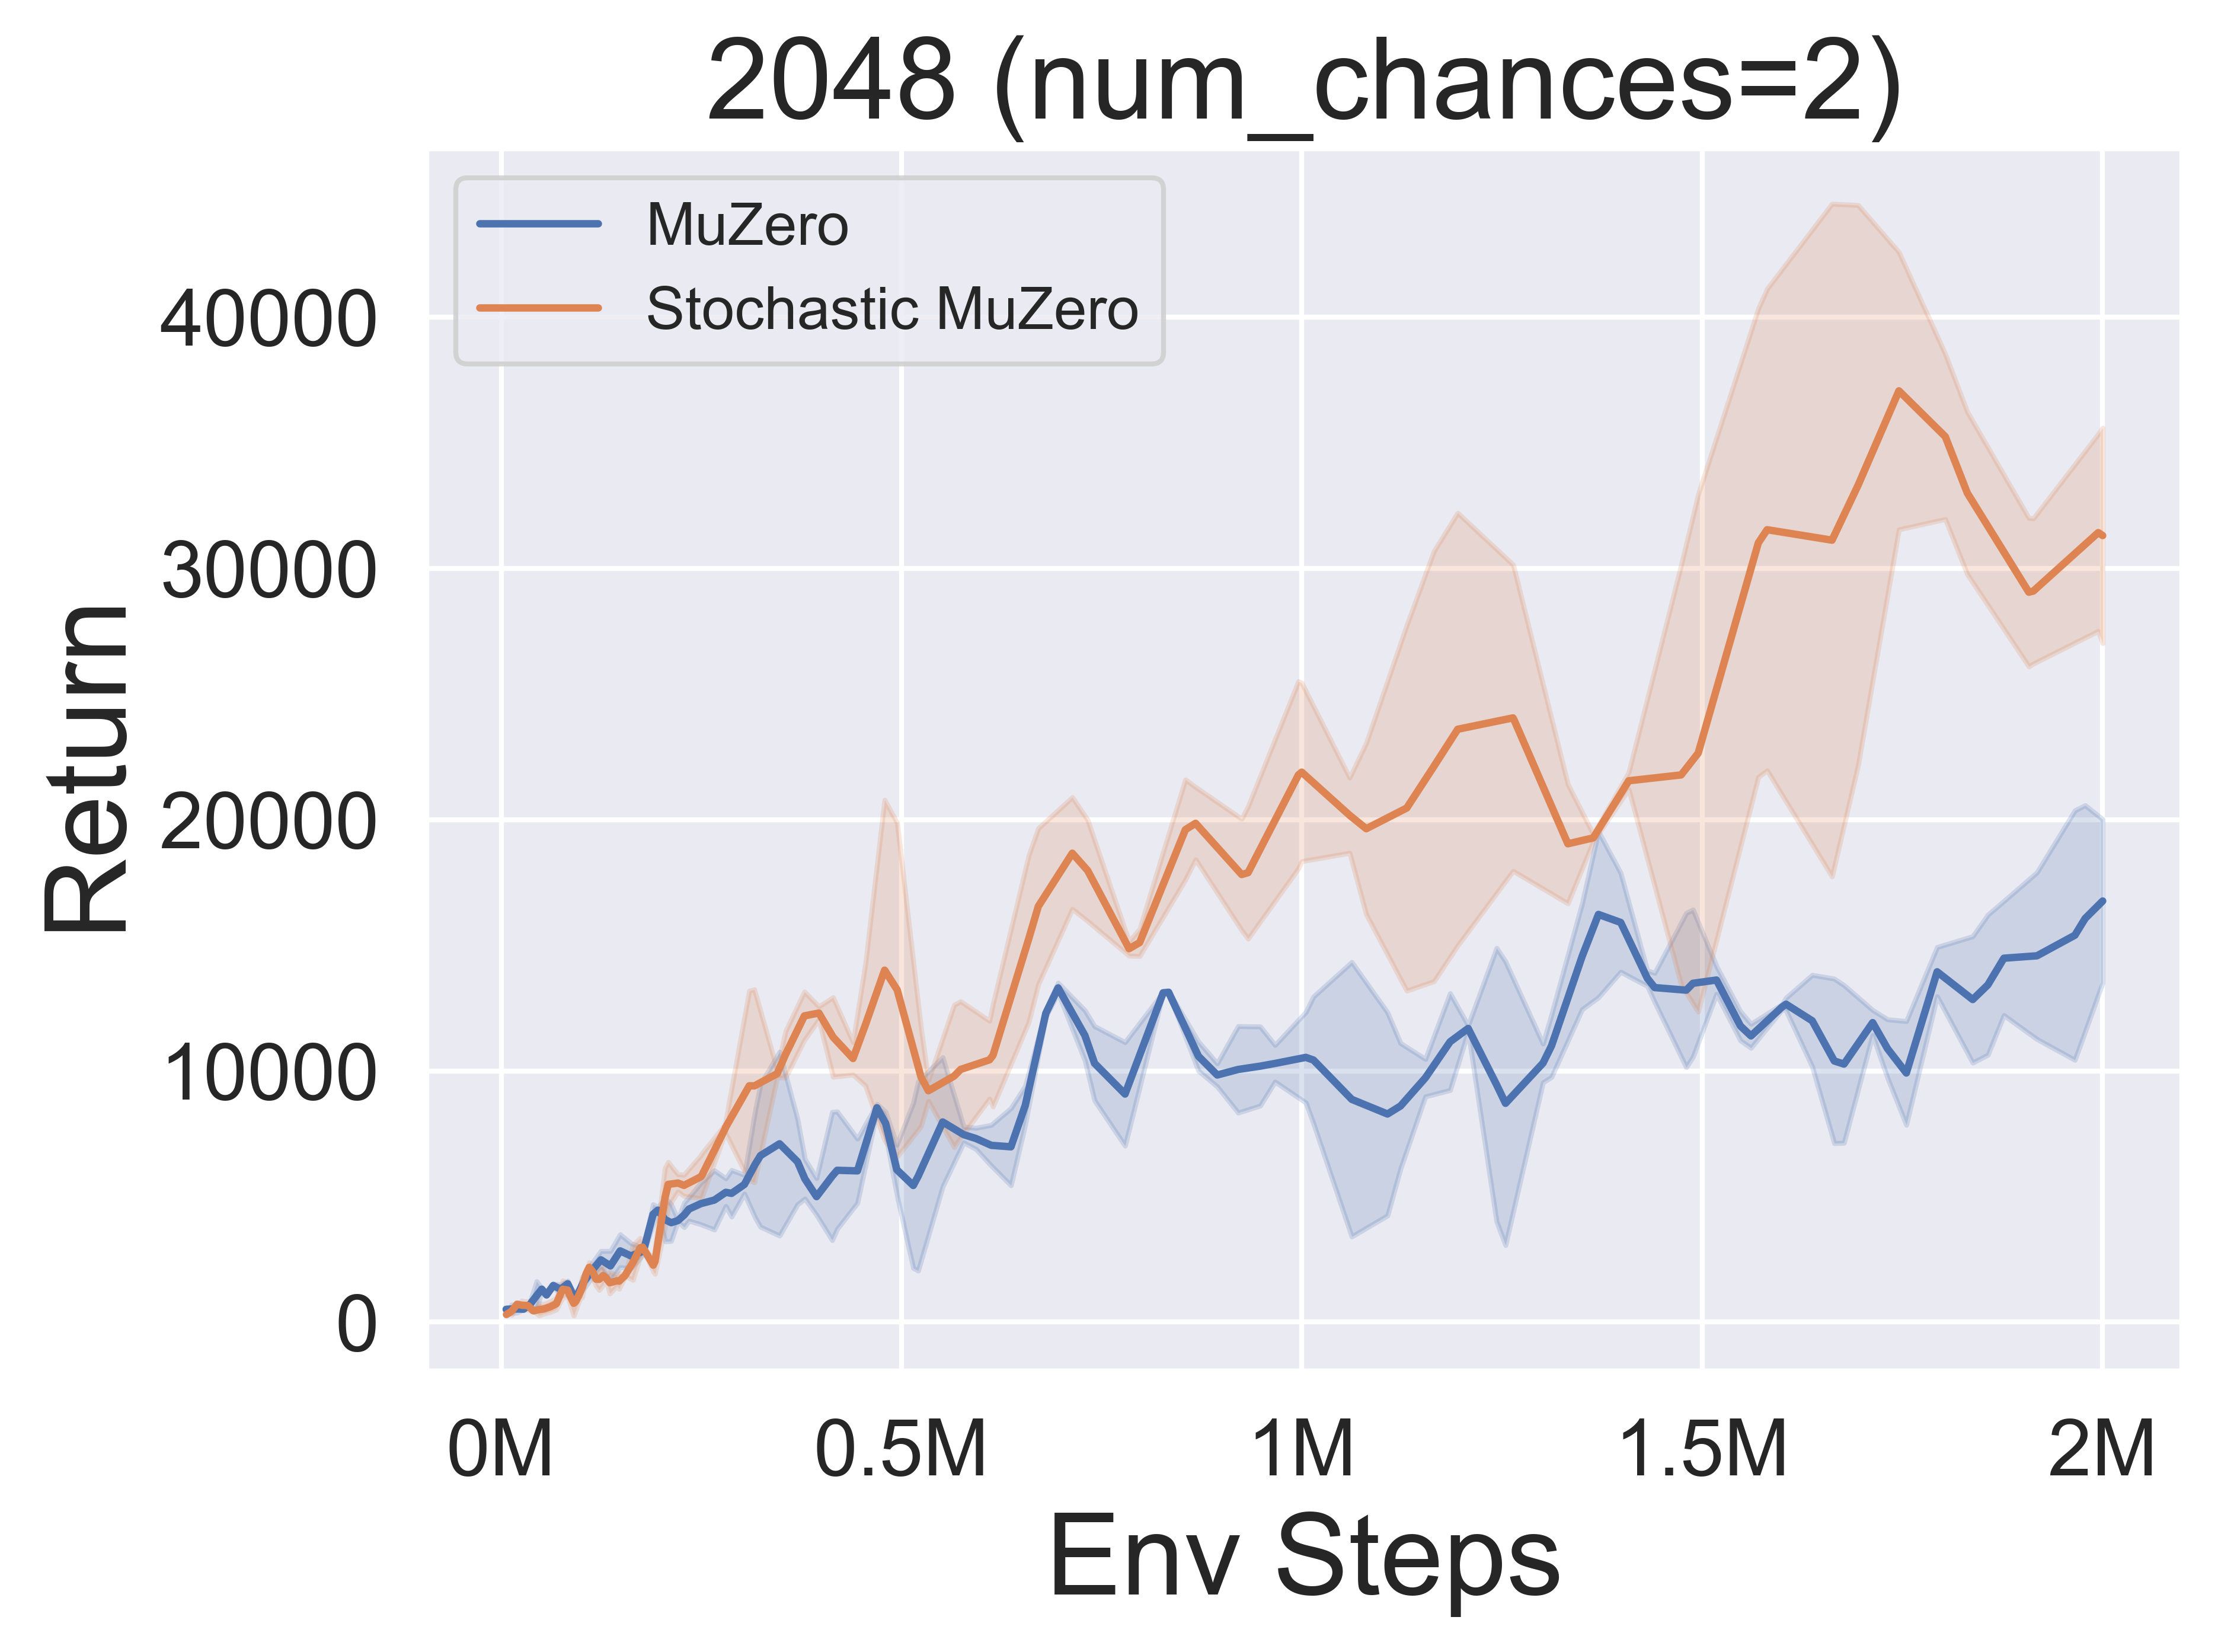 2048 (num_chances=2)
MuZero
Stochastic MuZero
40000
30000
20000
10000
0
Return
0M 0.5M 1M 1.5M 2M
Env Steps